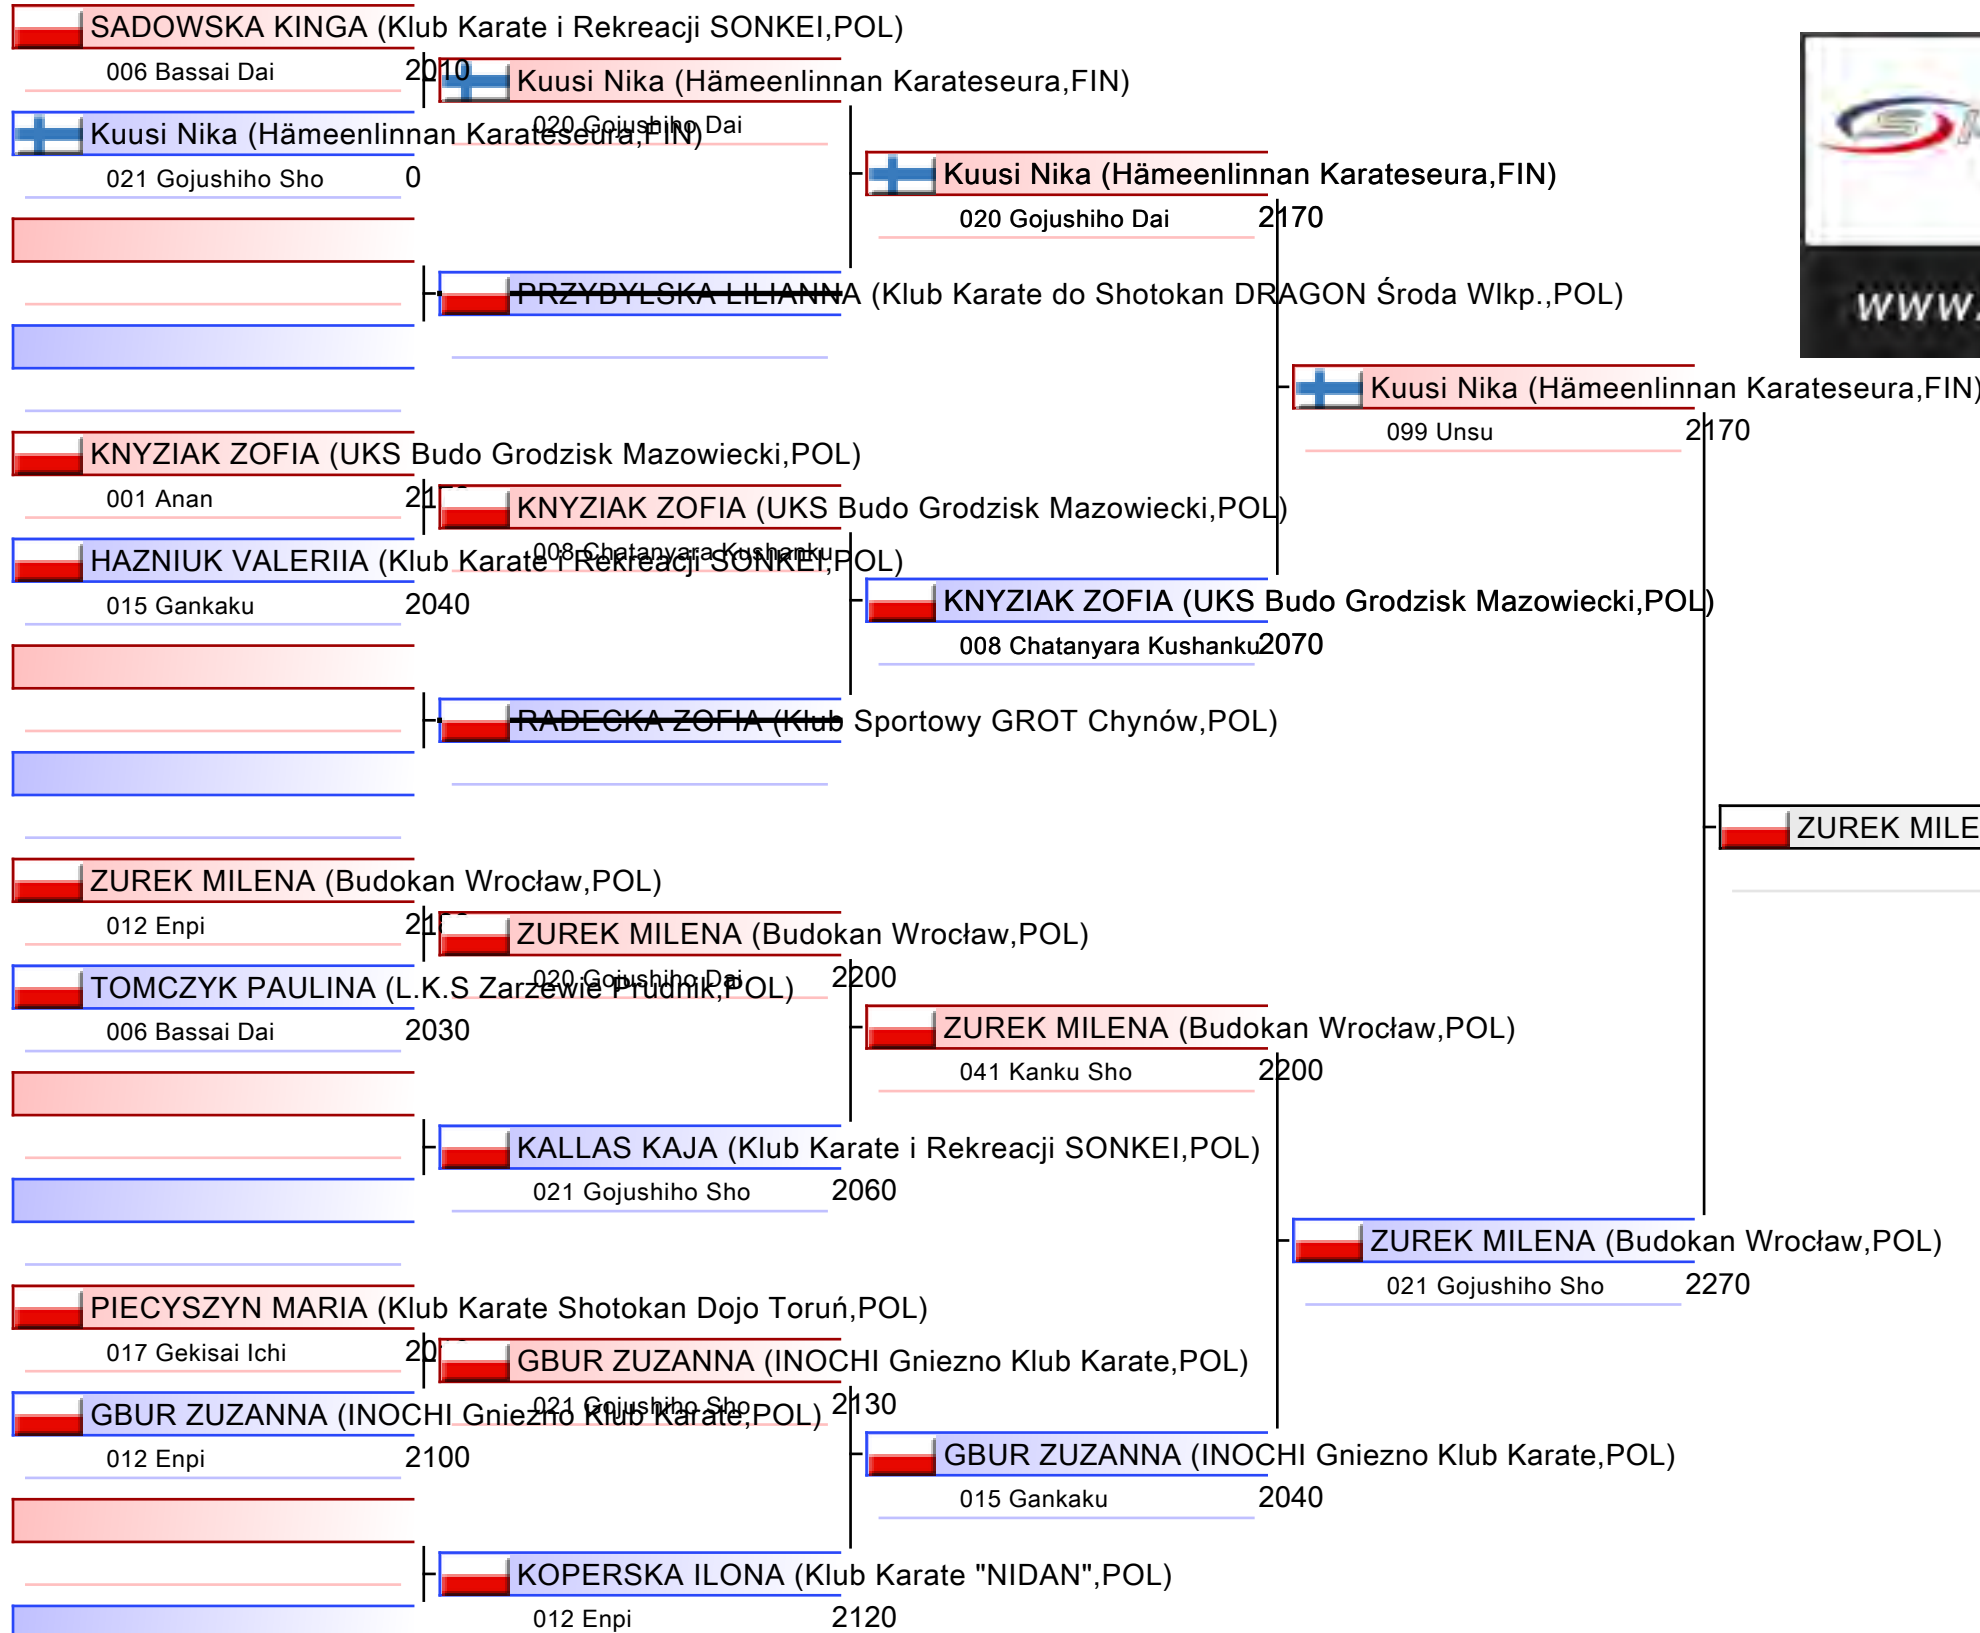 SADOWSKA KINGA (Klub Karate i Rekreacji SONKEI,POL)
006 Bassai Dai 2010
Kuusi Nika (Hämeenlinnan Karateseura,FIN)
021 Gojushiho Sho 0
KNYZIAK ZOFIA (UKS Budo Grodzisk Mazowiecki,POL)
001 Anan
HAZNIUK VALERIIA (Klub Karate i Rekreacji SONKEI,POL)
015 Gankaku 2040
ZUREK MILENA (Budokan Wrocław,POL)
012 Enpi
TOMCZYK PAULINA (L.K.S Zarzewie Prudnik,POL)
006 Bassai Dai 2030
PIECYSZYN MARIA (Klub Karate Shotokan Dojo Toruń,POL)
017 Gekisai Ichi
GBUR ZUZANNA (INOCHI Gniezno Klub Karate,POL)
012 Enpi 2100
Kuusi Nika (Hämeenlinnan Karateseura,FIN)
020 Gojushiho Dai
PRZYBYLSKA LILIANNA (Klub Karate do Shotokan DRAGON Środa Wlkp.,POL)
KNYZIAK ZOFIA (UKS Budo Grodzisk Mazowiecki,POL)
008 Chatanyara Kushanku
RADECKA ZOFIA (Klub Sportowy GROT Chynów,POL)
ZUREK MILENA (Budokan Wrocław,POL)
020 Gojushiho Dai 2200
KALLAS KAJA (Klub Karate i Rekreacji SONKEI,POL)
021 Gojushiho Sho 2060
GBUR ZUZANNA (INOCHI Gniezno Klub Karate,POL)
021 Gojushiho Sho 2130
KOPERSKA ILONA (Klub Karate "NIDAN",POL)
012 Enpi 2120
Kuusi Nika (Hämeenlinnan Karateseura,FIN)
020 Gojushiho Dai 2170
KNYZIAK ZOFIA (UKS Budo Grodzisk Mazowiecki,POL)
008 Chatanyara Kushanku 2070
ZUREK MILENA (Budokan Wrocław,POL)
041 Kanku Sho 2200
GBUR ZUZANNA (INOCHI Gniezno Klub Karate,POL)
015 Gankaku 2040
Kuusi Nika (Hämeenlinnan Karateseura,FIN)
099 Unsu 2170
ZUREK MILENA (Budokan Wrocław,POL)
021 Gojushiho Sho 2270
ZUREK MILE
S
www.